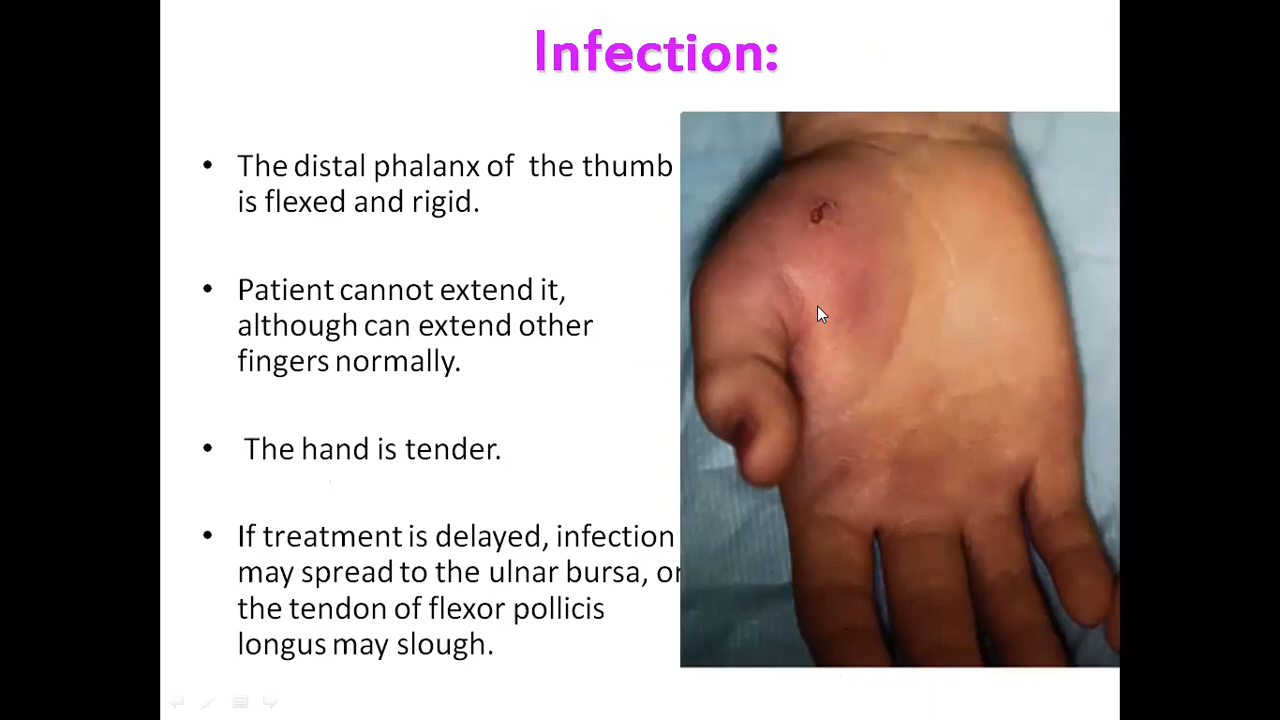 Infection:
• The distal phalanx of the thumb
is flexed and rigid.
• Patient cannot extend it,
although can extend other
fingers normally.
• The hand is tender.
• If treatment is delayed, infection
may spread to the ulnar bursa, or
the tendon of flexor pollicis
longus may slough.